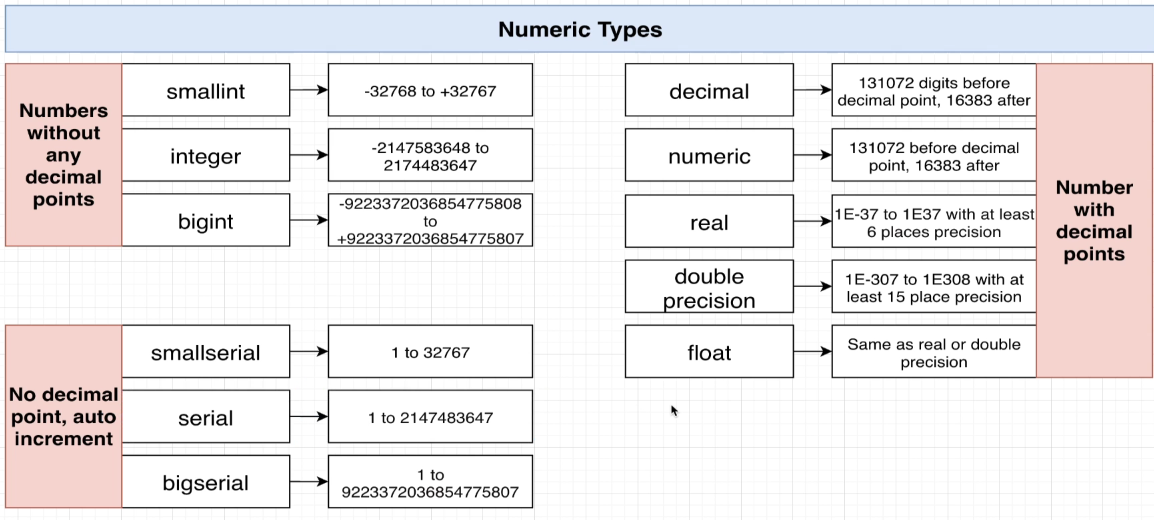 Numeric Types
Numbers
without
any
decimal
points
smallint
-32768 to +32767
integer
-2147583648 to
2174483647
bigint
-9223372036854775808
to
+9223372036854775807
No decimal
point, auto
increment
smallserial
1 to 32767
serial
1 to 2147483647
bigserial
1 to
9223372036854775807
decimal
131072 digits before
decimal point, 16383 after
numeric
131072 before decimal
point, 16383 after
real
1E-37 to 1E37 with at least
6 places precision
double
precision
1E-307 to 1E308 with at
least 15 place precision
float
Same as real or double
precision
Number
with
decimal
points